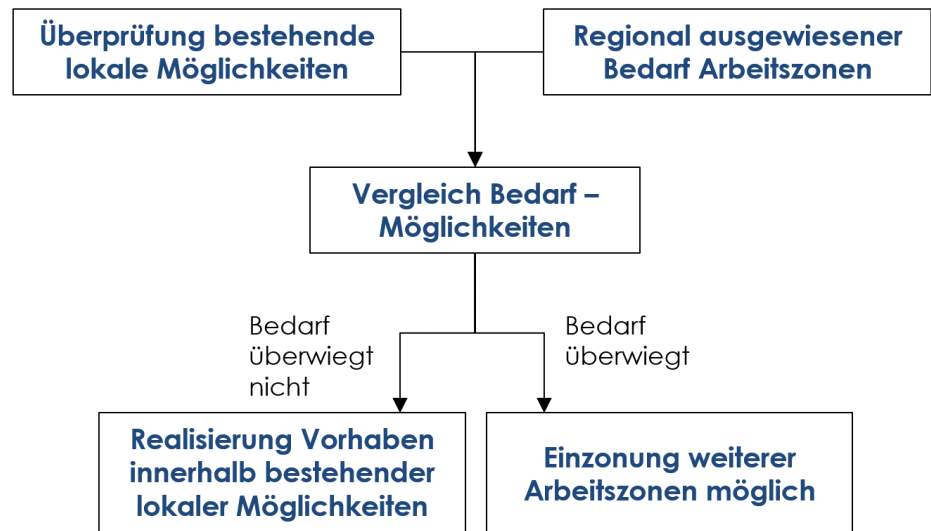 Überprüfung bestehende
lokale Möglichkeiten
Regional ausgewiesener
Bedarf Arbeitszonen
Vergleich Bedarf –
Möglichkeiten
Bedarf
überwiegt
nicht
Bedarf
überwiegt
Realisierung Vorhaben
innerhalb bestehender
lokaler Möglichkeiten
Einzonung weiterer
Arbeitszonen möglich